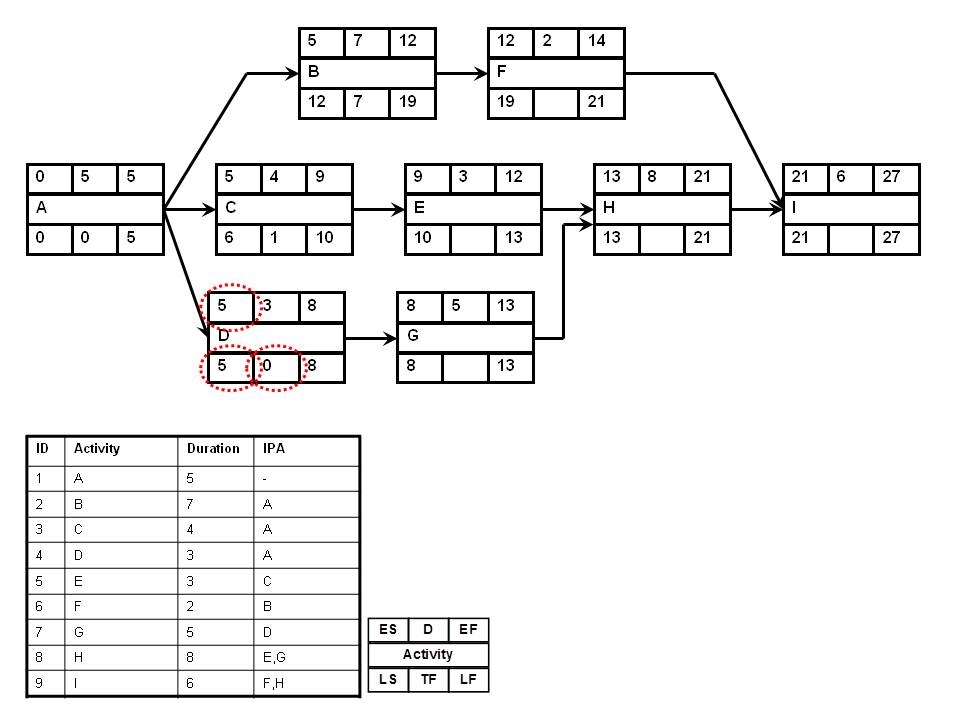 5 7 12
B
12 7 19
12 2 14
F
19 21
0 5 5
A
0 0 5
5 4 9
C
6 1 10
9 3 12
E
10 13
13 8 21
H
13 21
21 6 27
I
21 27
5 3 8
D
5 0 8
8 5 13
G
8 13
ID Activity Duration IPA
1 A 5 -
2 B 7 A
3 C 4 A
4 D 3 A
5 E 3 C
6 F 2 B
7 G 5 D
8 H 8 E,G
9 I 6 F,H
ES D EF
Activity
LS TF LF